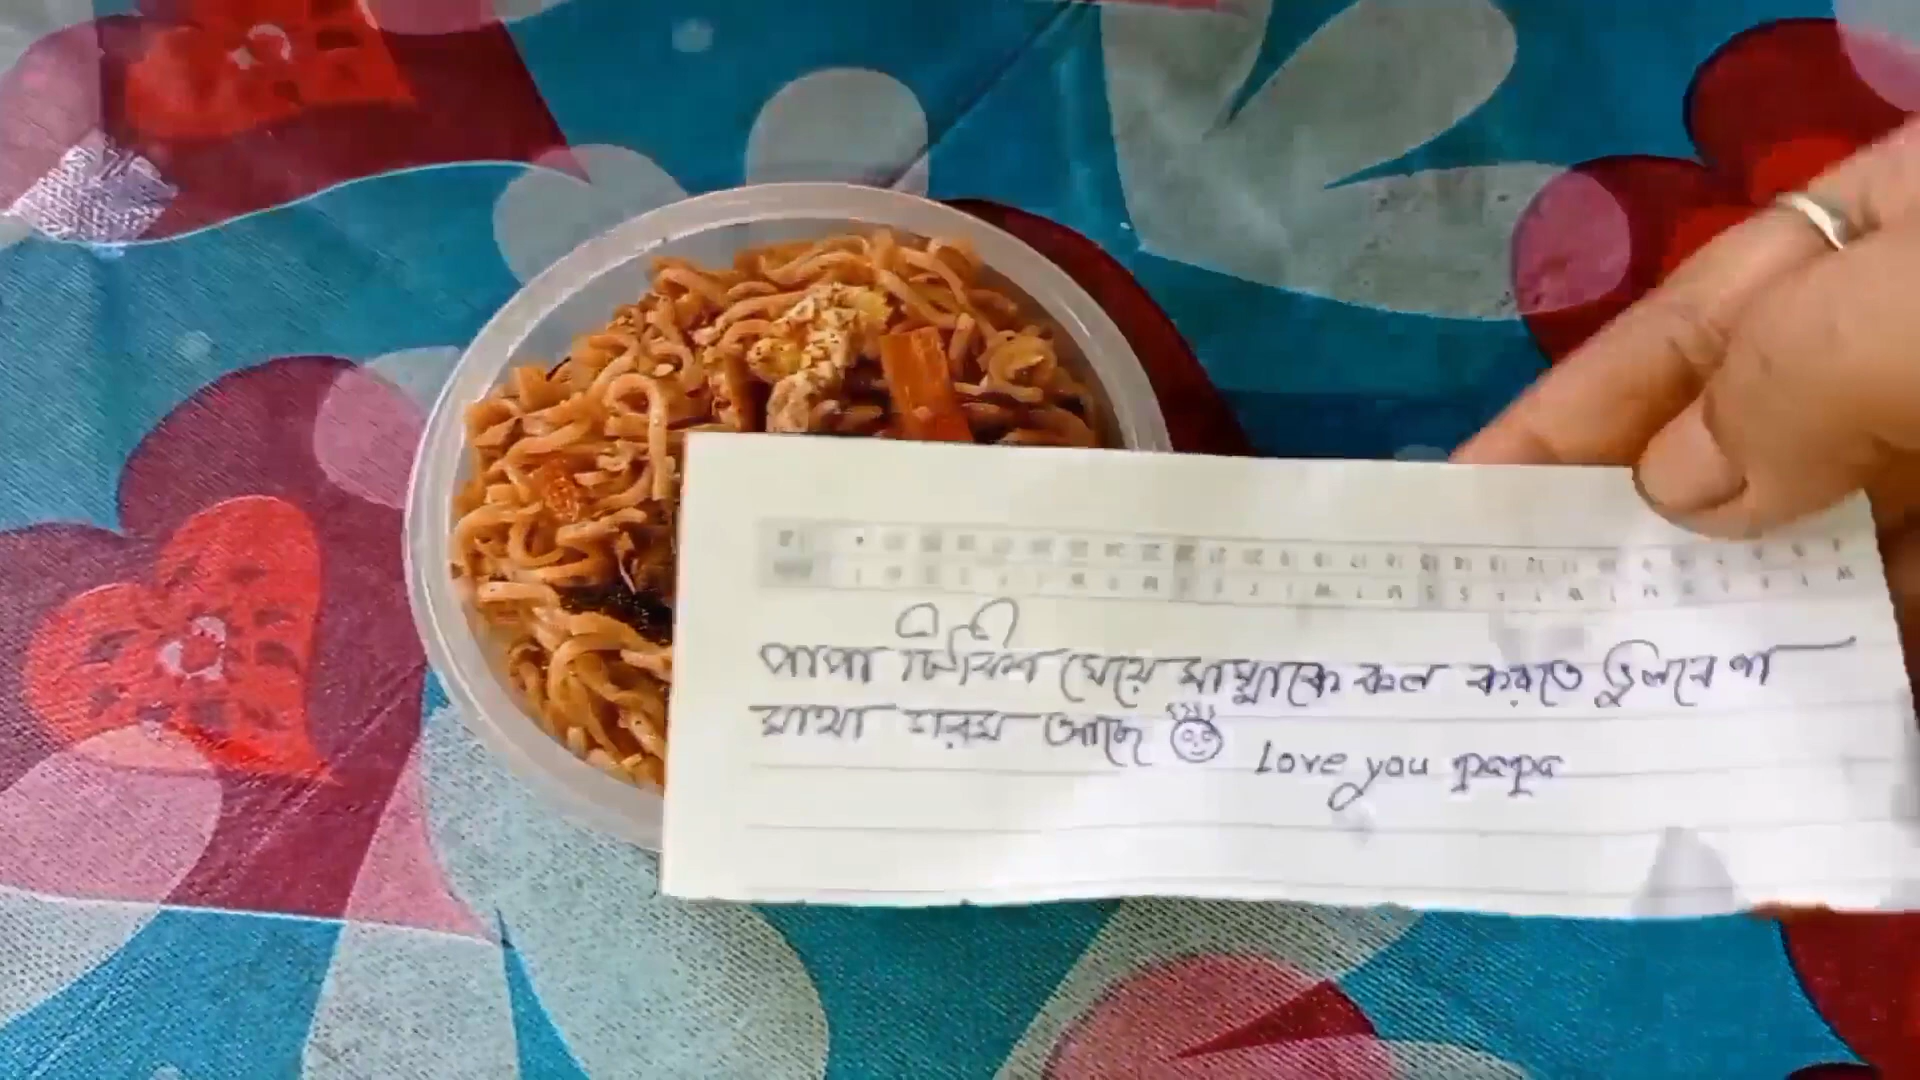 পাপা টিফিন খেয়ে মাম্মাকে কল করতে ভুলবে না
মাথা গরম আছে
Love you papa